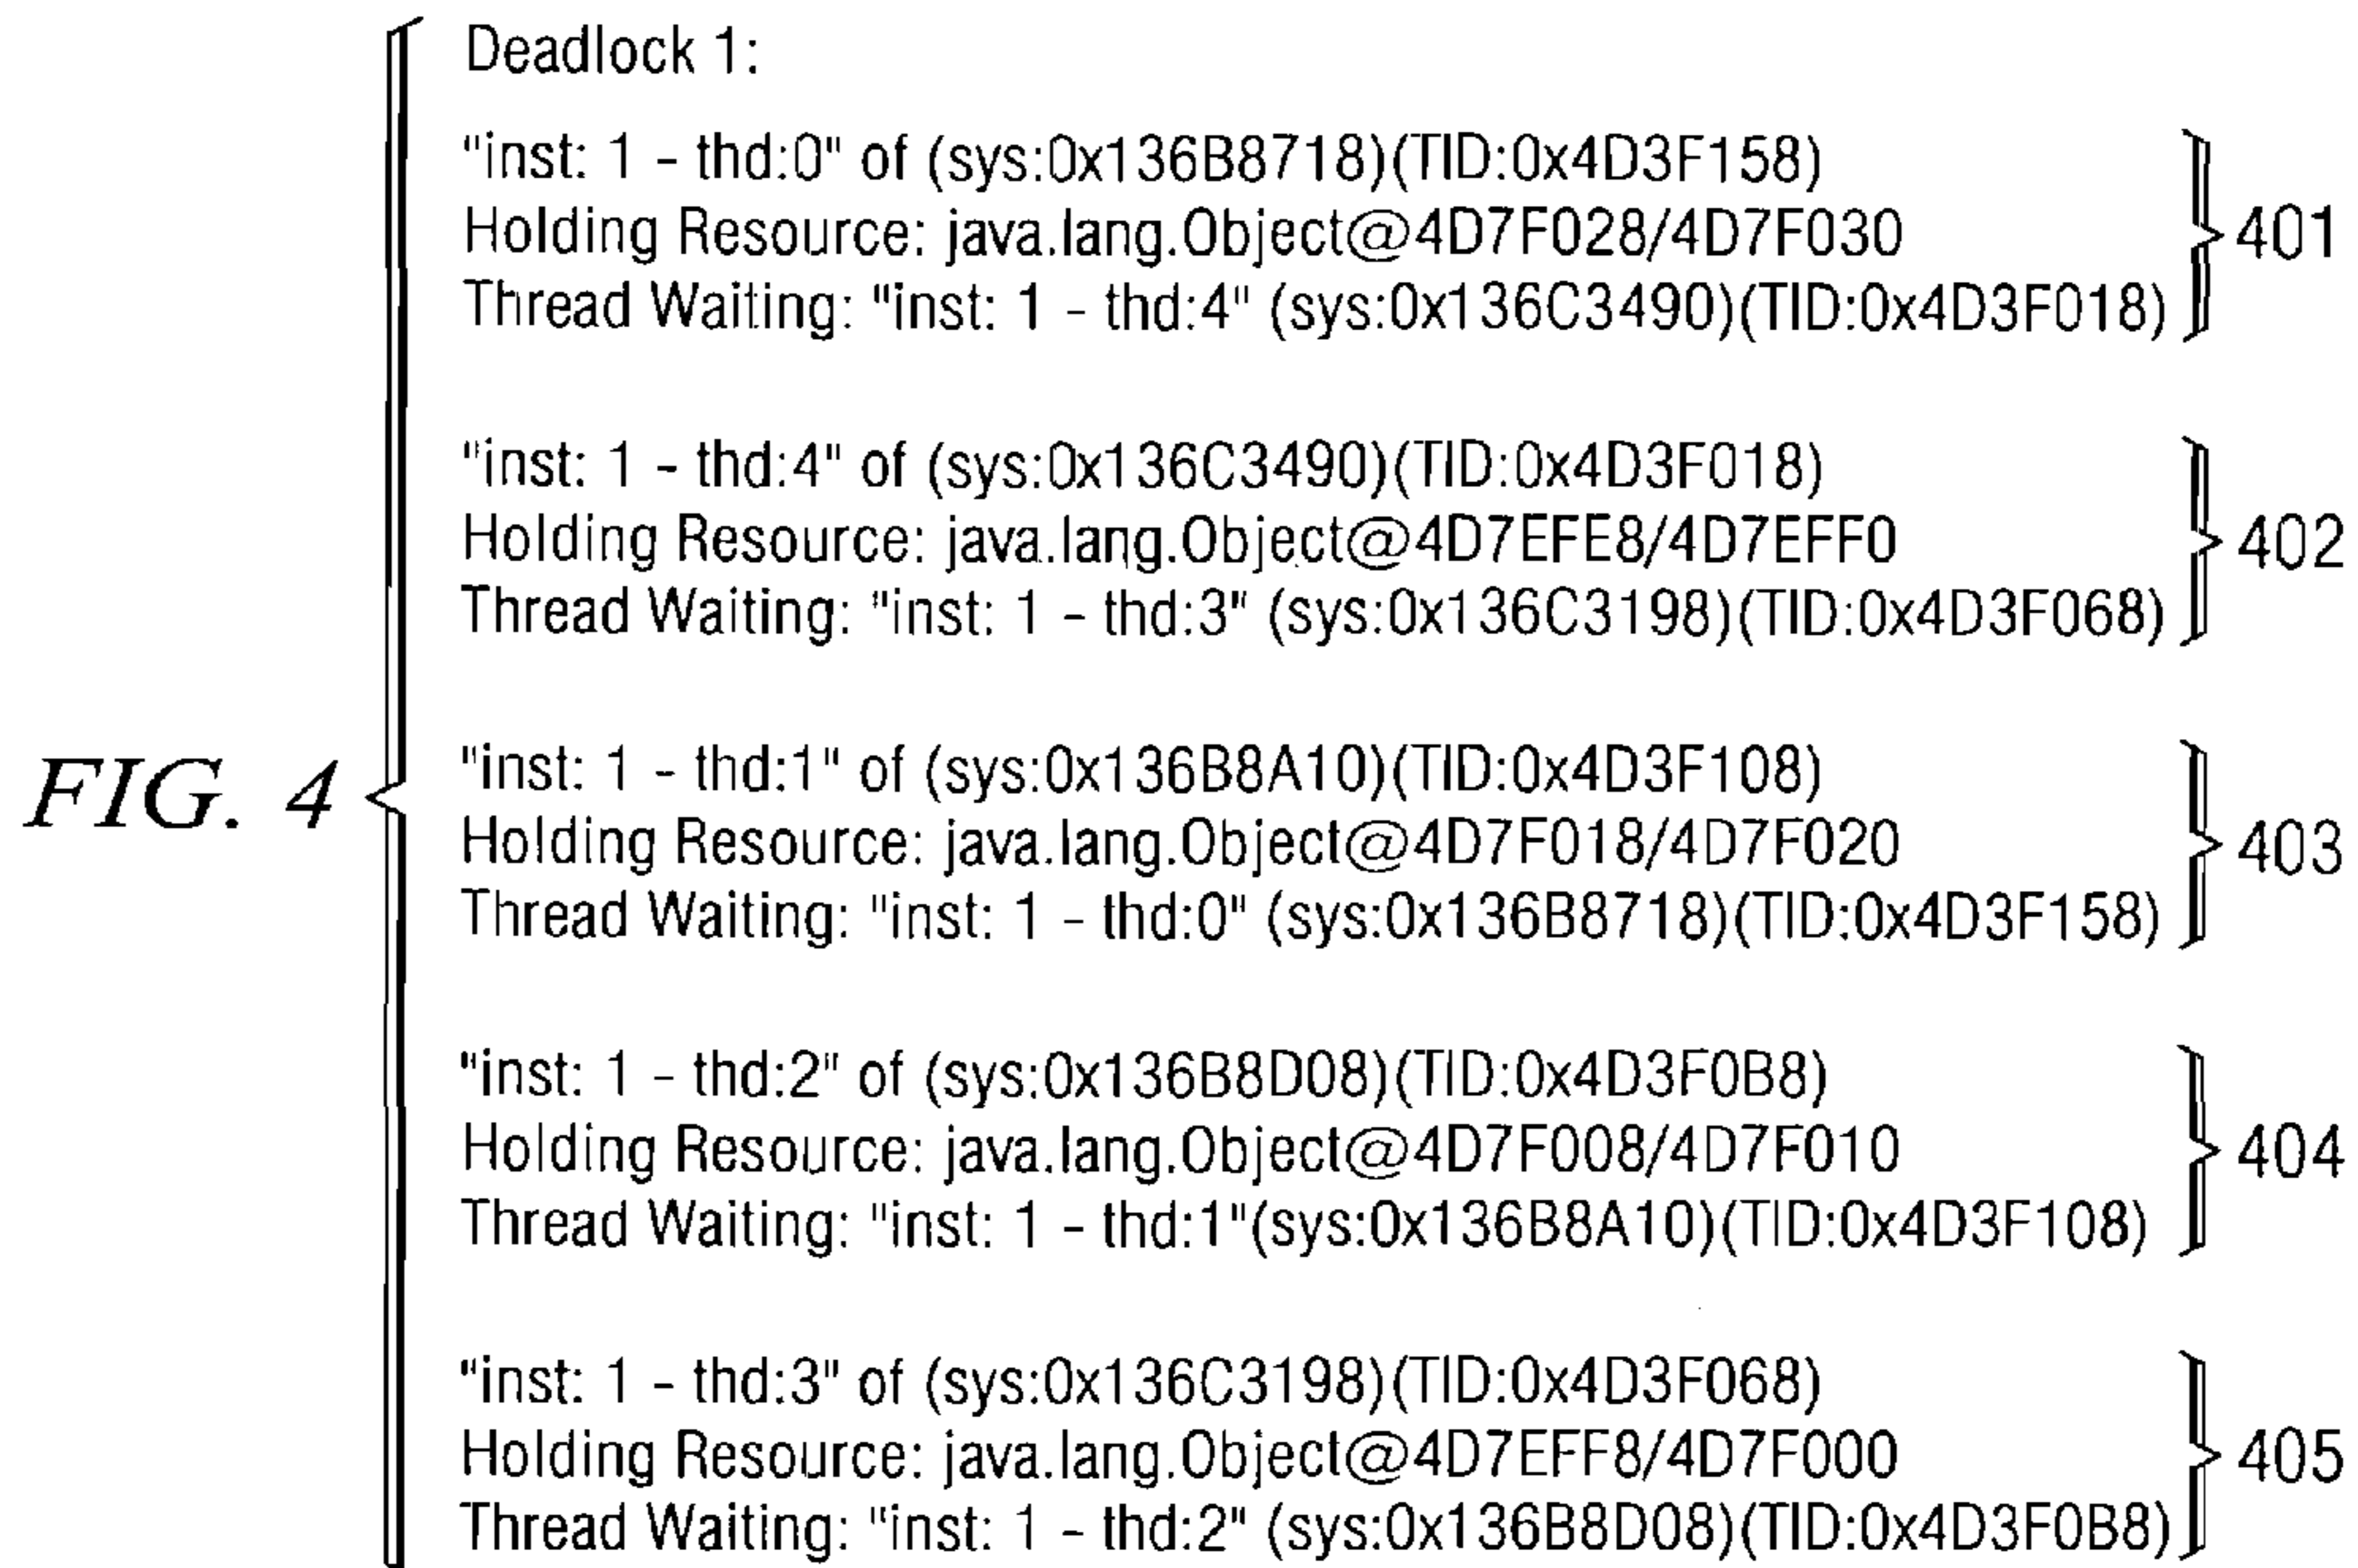 Deadlock 1:
"inst: 1 - thd:0" of (sys:0x136B8718)(TID:0x4D3F158)
Holding Resource: java.lang.Object@4D7F028/4D7F030
Thread Waiting: "inst: 1 - thd:4" (sys:0x136C3490)(TID:0x4D3F018)
401
"inst: 1 - thd:4" of (sys:0x136C3490)(TID:0x4D3F018)
Holding Resource: java.lang.Object@4D7EFE8/4D7EFF0
Thread Waiting: "inst: 1 - thd:3" (sys:0x136C3198)(TID:0x4D3F068)
402
FIG. 4
"inst: 1 - thd:1" of (sys:0x136B8A10)(TID:0x4D3F108)
Holding Resource: java.lang.Object@4D7F018/4D7F020
Thread Waiting: "inst: 1 - thd:0" (sys:0x136B8718)(TID:0x4D3F158)
403
"inst: 1 - thd:2" of (sys:0x136B8D08)(TID:0x4D3F0B8)
Holding Resource: java.lang.Object@4D7F008/4D7F010
Thread Waiting: "inst: 1 - thd:1"(sys:0x136B8A10)(TID:0x4D3F108)
404
"inst: 1 - thd:3" of (sys:0x136C3198)(TID:0x4D3F068)
Holding Resource: java.lang.Object@4D7EFF8/4D7F000
Thread Waiting: "inst: 1 - thd:2" (sys:0x136B8D08)(TID:0x4D3F0B8)
405